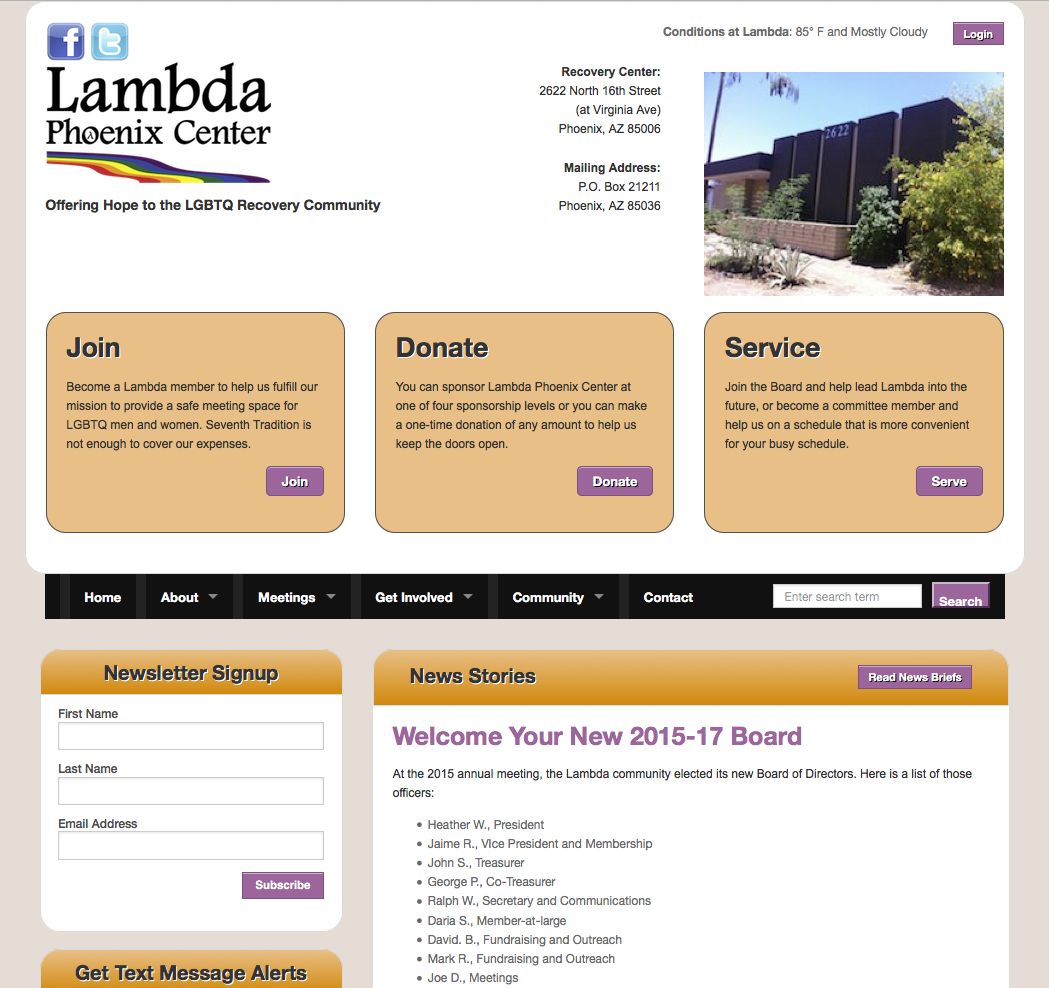 Conditions at Lambda: 85° F and Mostly Cloudy
Login
f
t
Lambda
Phoenix Center
Offering Hope to the LGBTQ Recovery Community
Recovery Center:
2622 North 16th Street
(at Virginia Ave)
Phoenix, AZ 85006
Mailing Address:
P.O. Box 21211
Phoenix, AZ 85036
2622
Join
Become a Lambda member to help us fulfill our
mission to provide a safe meeting space for
LGBTQ men and women. Seventh Tradition is
not enough to cover our expenses.
Join
Donate
You can sponsor Lambda Phoenix Center at
one of four sponsorship levels or you can make
a one-time donation of any amount to help us
keep the doors open.
Donate
Service
Join the Board and help lead Lambda into the
future, or become a committee member and
help us on a schedule that is more convenient
for your busy schedule.
Serve
Home About Meetings Get Involved Community Contact Enter search term Search
Newsletter Signup
First Name
Last Name
Email Address
Subscribe
Get Text Message Alerts
News Stories
Read News Briefs
Welcome Your New 2015-17 Board
At the 2015 annual meeting, the Lambda community elected its new Board of Directors. Here is a list of those
officers:
• Heather W., President
• Jaime R., VIce President and Membership
• John S., Treasurer
• George P., Co-Treasurer
• Ralph W., Secretary and Communications
• Daria S., Member-at-large
• David. B., Fundraising and Outreach
• Mark R., Fundraising and Outreach
• Joe D., Meetings